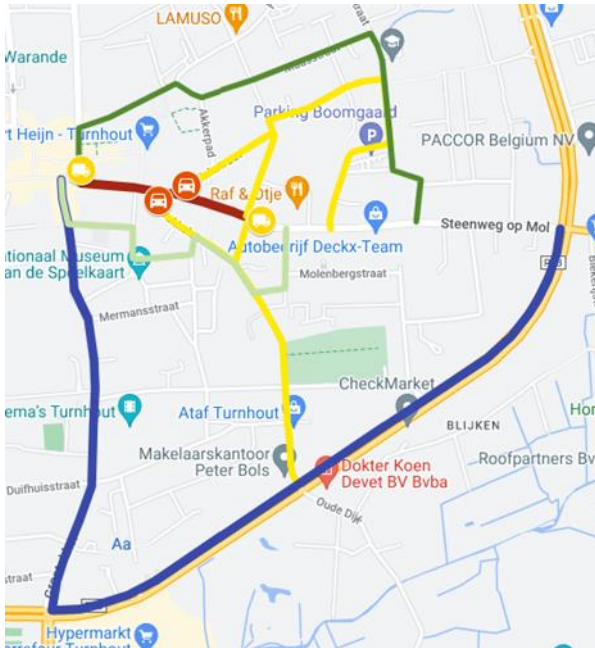 LAMUSO
Warande
Akkerpad
Parking Boomgaard
rt Heijn - Turnhout
P
PACCOR Belgium NV
Raf & Otje
Steenweg op Mol
Autobedrijf Deckx-Team
ationaal Museum
an de Speelkaart
Molenbergstraat
Mermansstraat
CheckMarket
ema's Turnhout
Ataf Turnhout
Hor
BLIJKEN
Makelaarskantoor
Peter Bols
Roofpartners Bv
Dokter Koen
Devet BV Bvba
Duifhuisstraat
Oude Dijk
Aa
straat
Hypermarkt
arrefour Turnhout